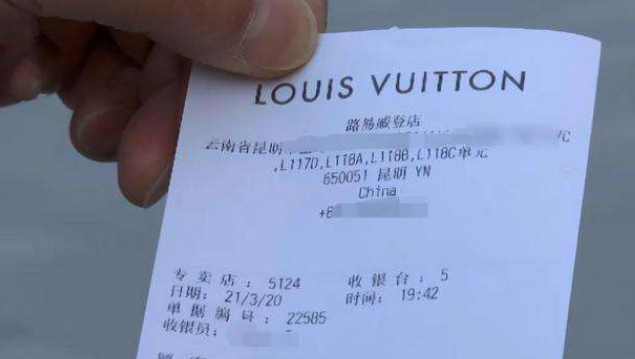 LOUIS VUITTON
路易威登店
云南省昆明
,L117D,L118A,L118B,L118C单元
650051 昆明 YN
China
+8
专卖店: 5124 收银台: 5
日期: 21/3/20 时间: 19:42
单据编号: 22585
收银员: